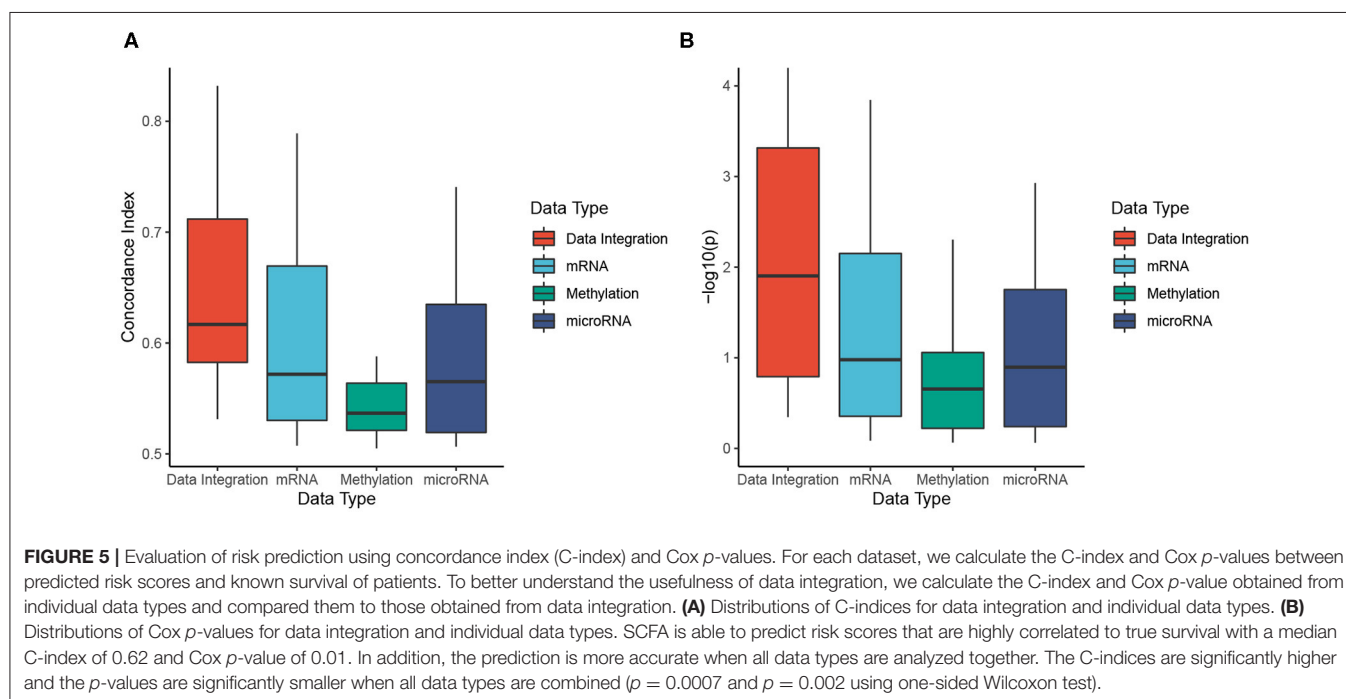 A
B
0.8
0.7
0.6
0.5
Concordance Index
Data Integration
mRNA
Methylation
microRNA
Data Type
Data Type
Data Integration
mRNA
Methylation
microRNA
4
3
2
1
0
−log10(p)
Data Integration
mRNA
Methylation
microRNA
Data Type
Data Type
Data Integration
mRNA
Methylation
microRNA
FIGURE 5 | Evaluation of risk prediction using concordance index (C-index) and Cox p-values. For each dataset, we calculate the C-index and Cox p-values between
predicted risk scores and known survival of patients. To better understand the usefulness of data integration, we calculate the C-index and Cox p-value obtained from
individual data types and compared them to those obtained from data integration. (A) Distributions of C-indices for data integration and individual data types. (B)
Distributions of Cox p-values for data integration and individual data types. SCFA is able to predict risk scores that are highly correlated to true survival with a median
C-index of 0.62 and Cox p-value of 0.01. In addition, the prediction is more accurate when all data types are analyzed together. The C-indices are significantly higher
and the p-values are significantly smaller when all data types are combined (p = 0.0007 and p = 0.002 using one-sided Wilcoxon test).